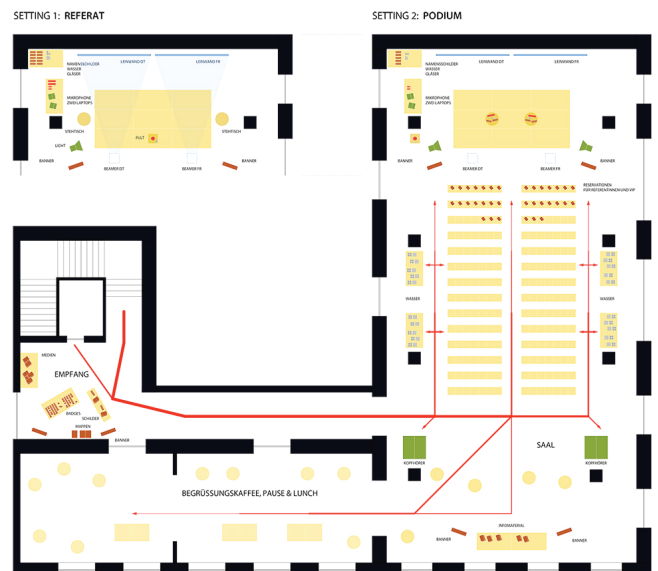 SETTING 1: REFERAT
NAMENSSCHILDER
WASSER
GLÄSER
LEINWAND DT
LEINWAND FR
MIKROPHONE
ZWEI LAPTOPS
STEHTISCH
STEHTISCH
PULT
LICHT
BANNER
BEAMER DT
BEAMER FR
BANNER
SETTING 2: PODIUM
NAMENSSCHILDER
WASSER
GLÄSER
LEINWAND DT
LEINWAND FR
MIKROPHONE
ZWEI LAPTOPS
BANNER
BEAMER DT
BEAMER FR
BANNER
RESERVATIONEN
FÜR REFERENTINNEN UND VIP
WASSER
WASSER
MEDIEN
EMPFANG
BADGES
SCHILDER
MAPPEN
BANNER
KOPFHÖRER
SAAL
KOPFHÖRER
BEGRÜSSUNGSKAFFEE, PAUSE & LUNCH
INFOMATERIAL
BANNER
BANNER